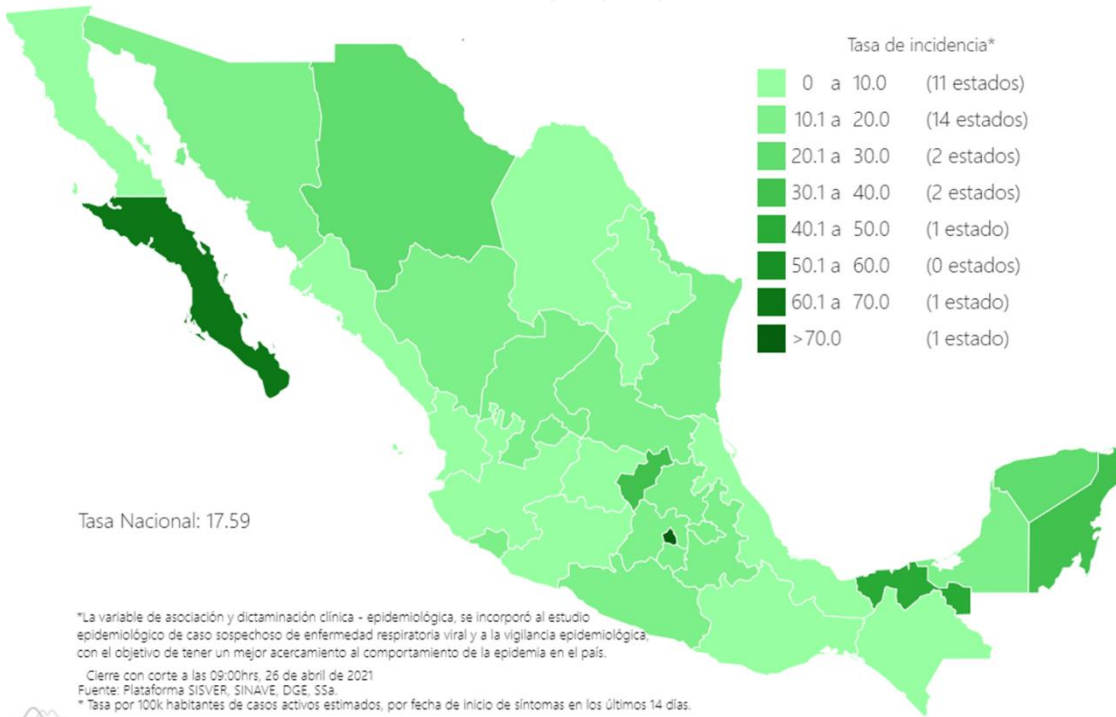 Tasa de incidencia*
0 a 10.0 (11 estados)
10.1 a 20.0 (14 estados)
20.1 a 30.0 (2 estados)
30.1 a 40.0 (2 estados)
40.1 a 50.0 (1 estado)
50.1 a 60.0 (0 estados)
60.1 a 70.0 (1 estado)
>70.0 (1 estado)
Tasa Nacional: 17.59
*La variable de asociación y dictaminación clínica - epidemiológica, se incorporó al estudio
epidemiológico de caso sospechoso de enfermedad respiratoria viral y a la vigilancia epidemiológica,
con el objetivo de tener un mejor acercamiento al comportamiento de la epidemia en el país.
Cierre con corte a las 09:00hrs, 26 de abril de 2021
Fuente: Plataforma SISVER, SINAVE, DGE, SSa.
* Tasa por 100k habitantes de casos activos estimados, por fecha de inicio de síntomas en los últimos 14 días.